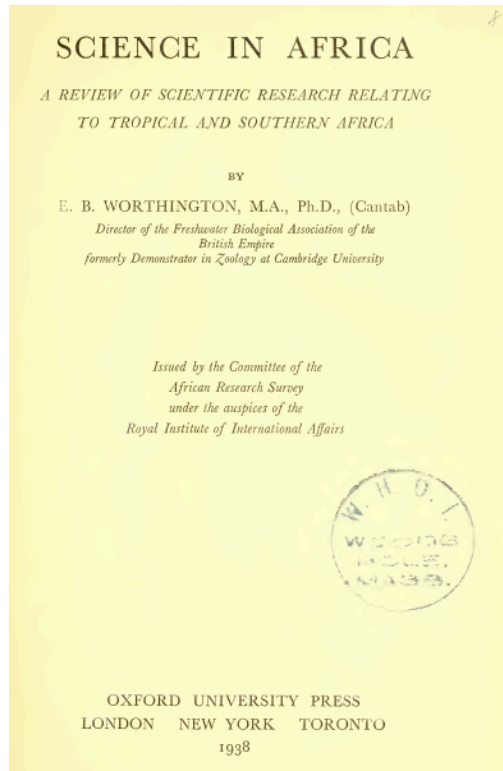 8
SCIENCE IN AFRICA
A REVIEW OF SCIENTIFIC RESEARCH RELATING
TO TROPICAL AND SOUTHERN AFRICA
BY
E. B. WORTHINGTON, M.A., Ph.D., (Cantab)
Director of the Freshwater Biological Association of the
British Empire
formerly Demonstrator in Zoology at Cambridge University
Issued by the Committee of the
African Research Survey
under the auspices of the
Royal Institute of International Affairs
W. H. O. I.
WOODS
HOLE,
MASS.
OXFORD UNIVERSITY PRESS
LONDON NEW YORK TORONTO
1938